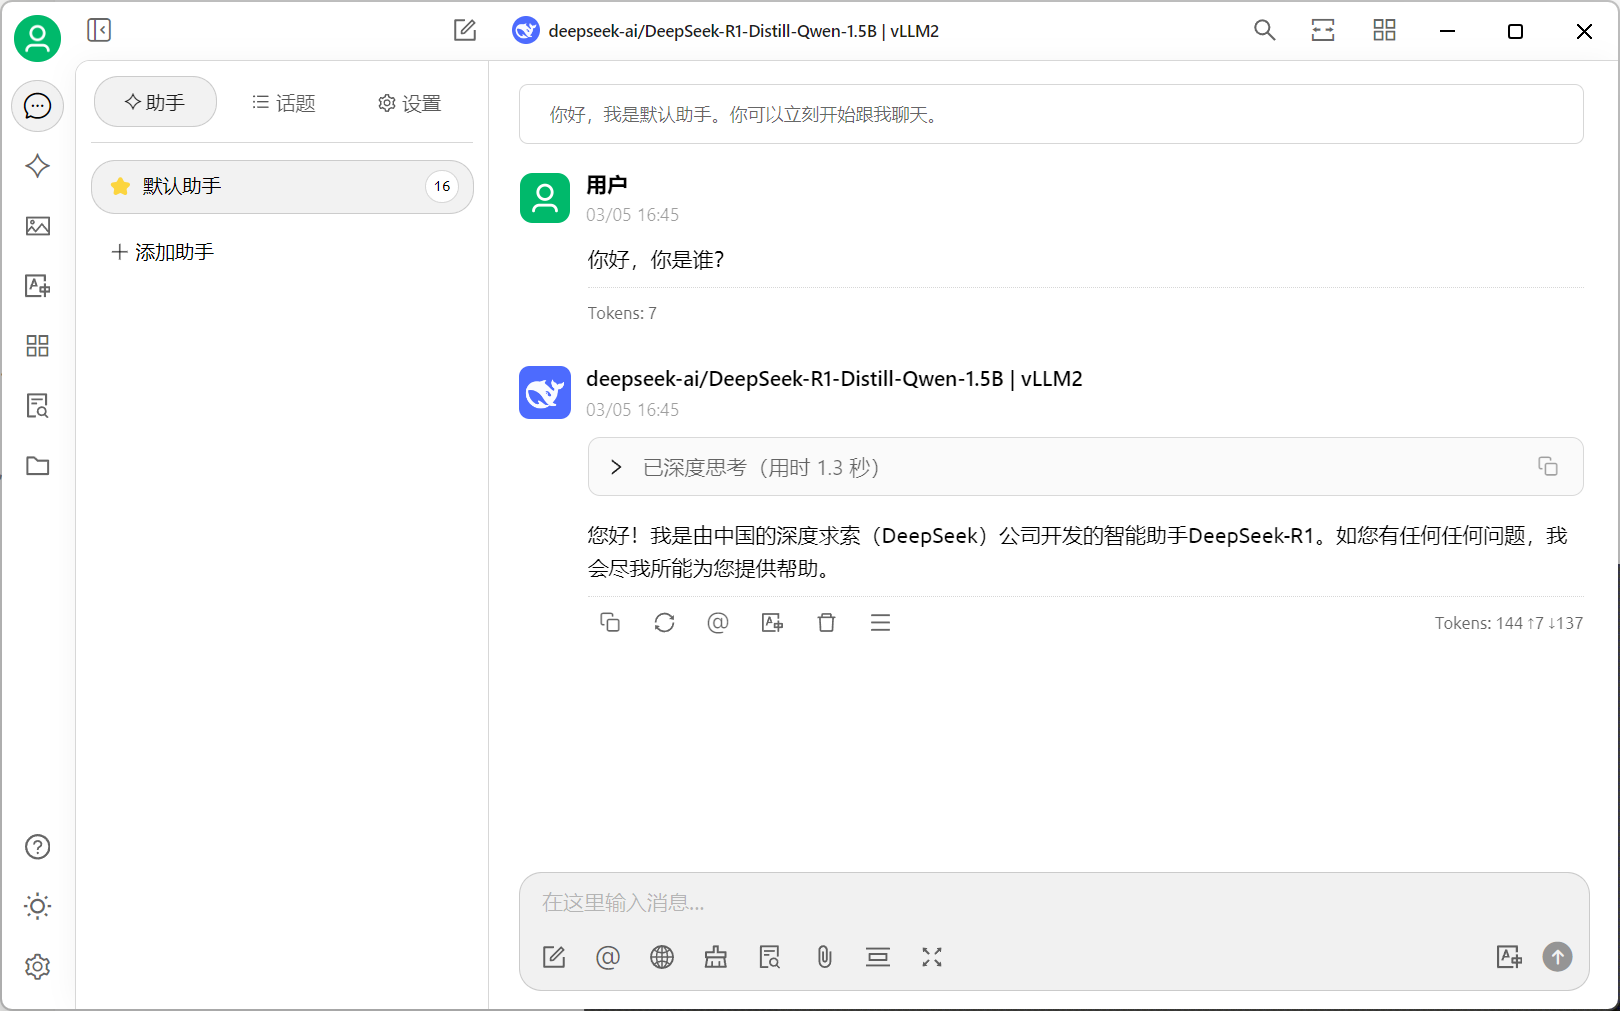 deepseek-ai/DeepSeek-R1-Distill-Qwen-1.5B | vLLM2
助手
话题
设置
默认助手
16
添加助手
你好，我是默认助手。你可以立刻开始跟我聊天。
用户
03/05 16:45
你好，你是谁？
Tokens: 7
deepseek-ai/DeepSeek-R1-Distill-Qwen-1.5B | vLLM2
03/05 16:45
已深度思考（用时 1.3 秒）
您好！我是由中国的深度求索（DeepSeek）公司开发的智能助手DeepSeek-R1。如您有任何任何问题，我
会尽我所能为您提供帮助。
Tokens: 144 ↑7 ↓137
在这里输入消息...